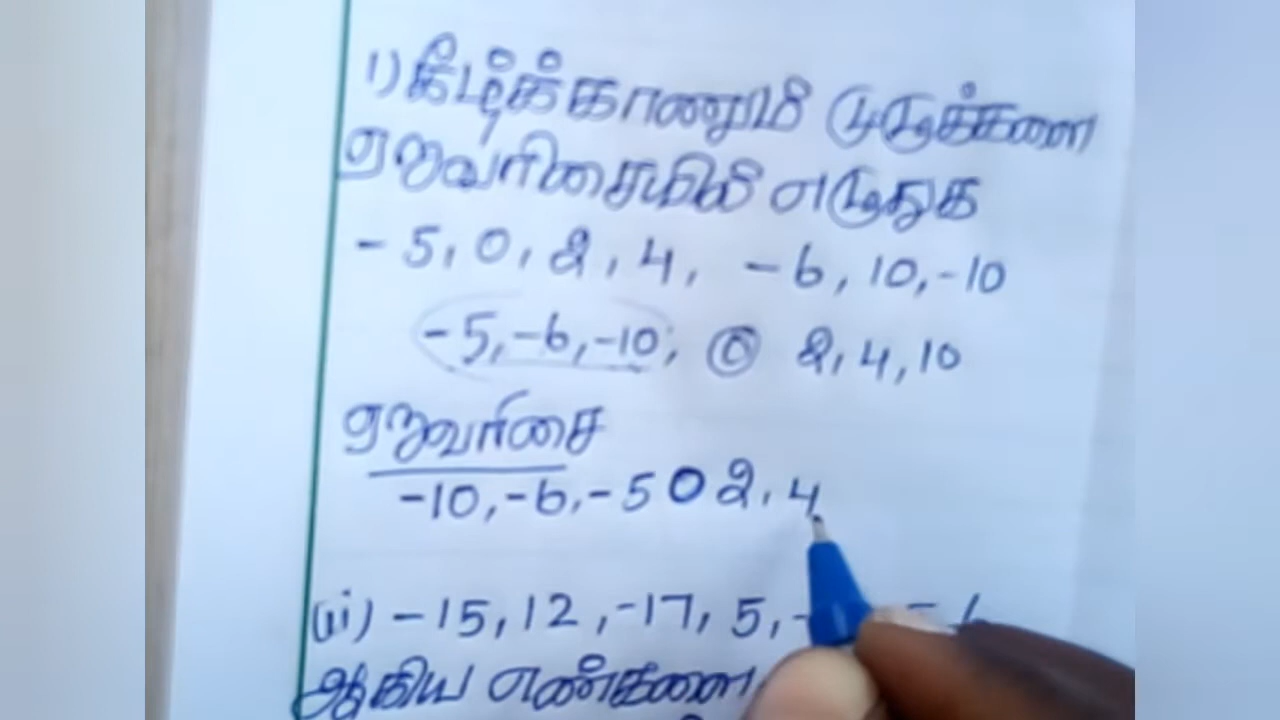 1) கீழ்க்காணும் முழுக்களை
ஏறுவரிசையில் எழுதுக
- 5, 0, 2, 4, - 6, 10, -10
-5, -6, -10, 0 2, 4, 10
ஏறுவரிசை
-10, -6, -5 0 2, 4
(ii) -15, 12, -17, 5, - -6
ஆகிய எண்களை